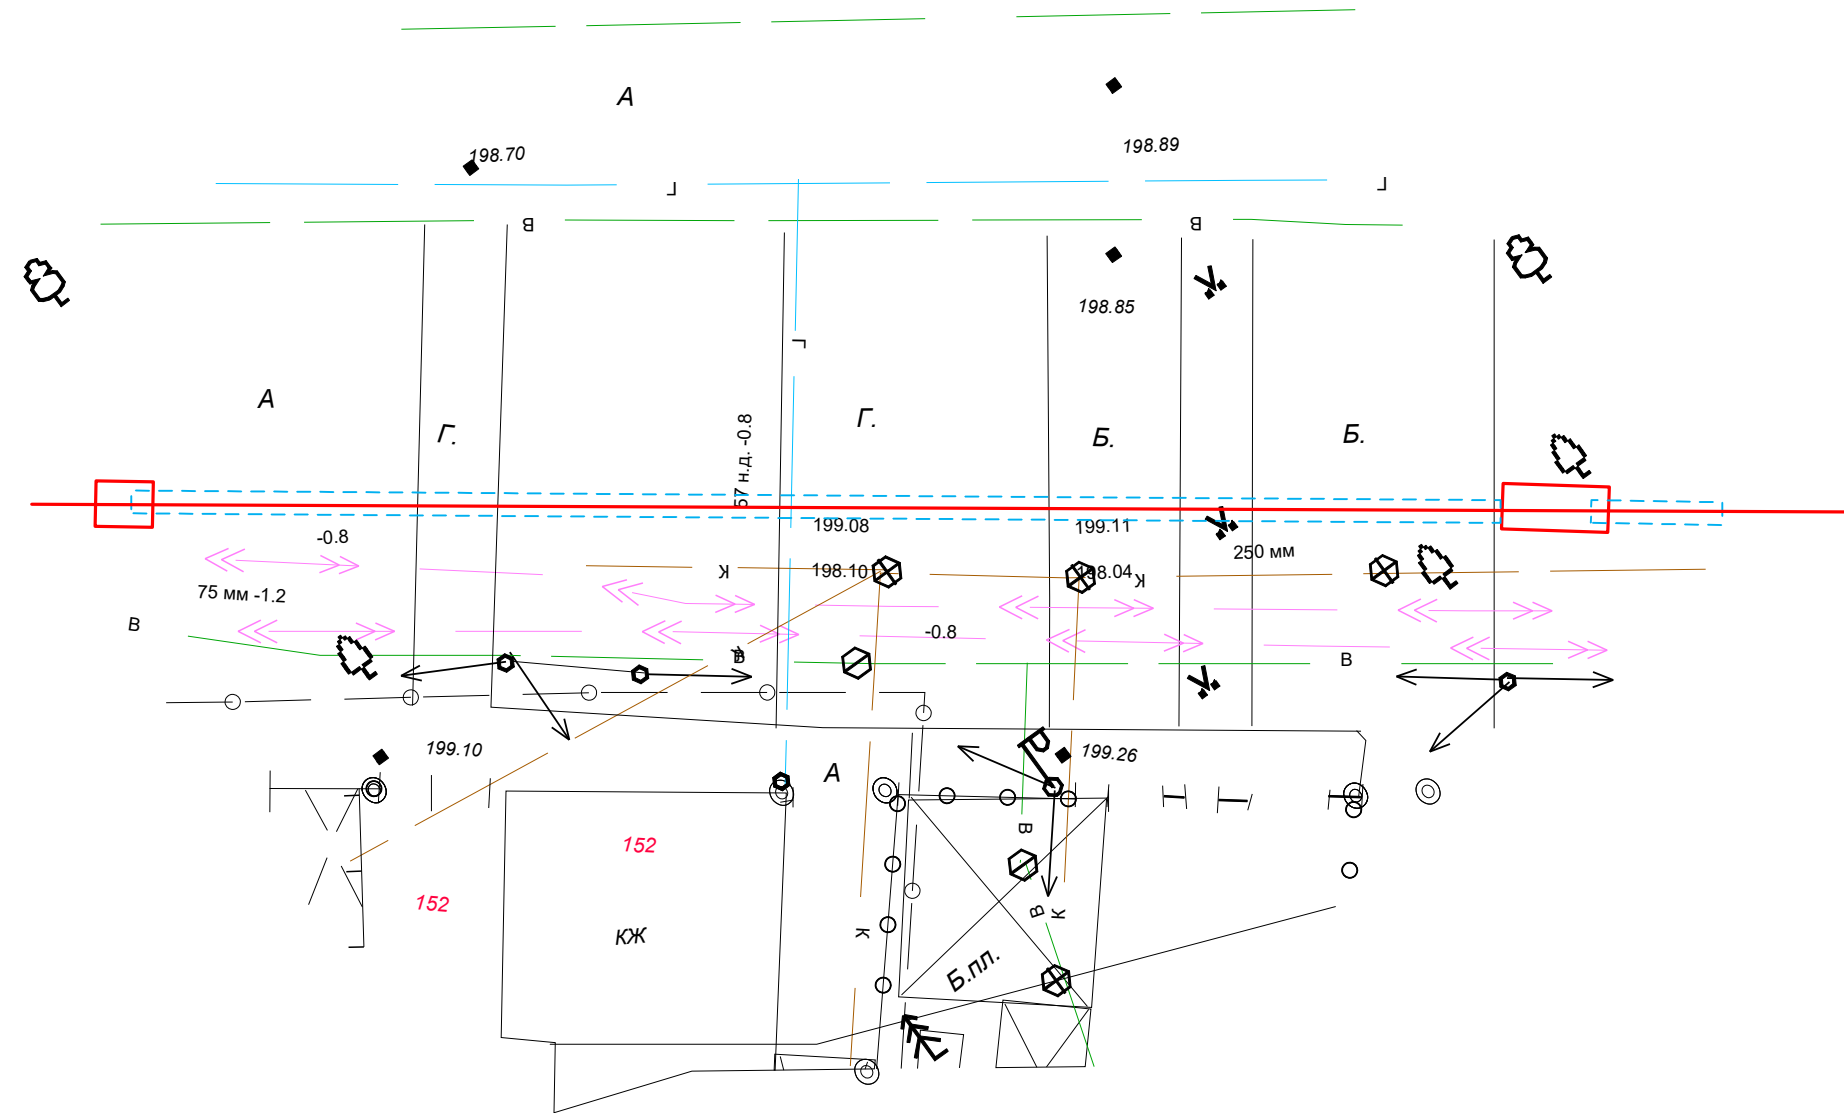 А
198.70
198.89
Г
Г
В
В
198.85
Г
А
Г.
Г.
Б.
Б.
57 н.д. -0.8
199.08
199.11
-0.8
250 мм
К
198.10
198.04
К
75 мм -1.2
В
-0.8
В
В
199.10
А
199.26
152
В
152
В
К
КЖ
К
Б.пл.